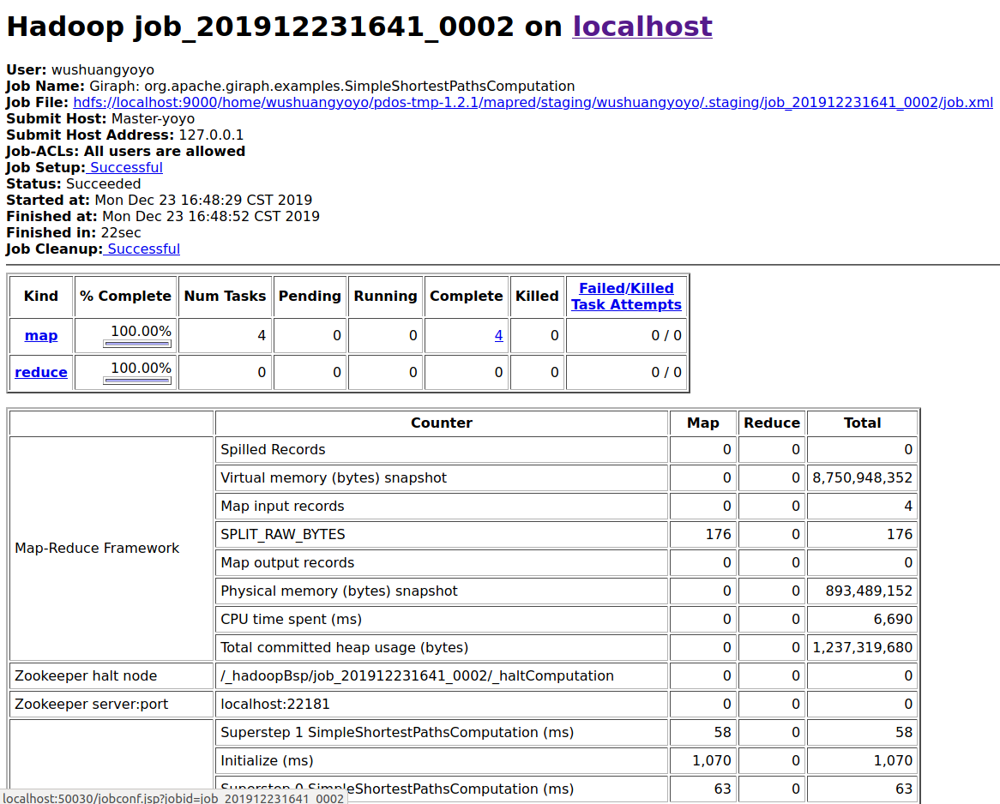 Hadoop job_201912231641_0002 on localhost
User: wushuangyoyo
Job Name: Giraph: org.apache.giraph.examples.SimpleShortestPathsComputation
Job File: hdfs://localhost:9000/home/wushuangyoyo/pdos-tmp-1.2.1/mapred/staging/wushuangyoyo/.staging/job_201912231641_0002/job.xml
Submit Host: Master-yoyo
Submit Host Address: 127.0.0.1
Job-ACLs: All users are allowed
Job Setup: Successful
Status: Succeeded
Started at: Mon Dec 23 16:48:29 CST 2019
Finished at: Mon Dec 23 16:48:52 CST 2019
Finished in: 22sec
Job Cleanup: Successful
Kind % Complete Num Tasks Pending Running Complete Killed Failed/Killed
Task Attempts
map 100.00% 4 0 0 4 0 0 / 0
reduce 100.00% 0 0 0 0 0 0 / 0
Counter Map Reduce Total
Map-Reduce Framework
Spilled Records 0 0 0
Virtual memory (bytes) snapshot 0 0 8,750,948,352
Map input records 0 0 4
SPLIT_RAW_BYTES 176 0 176
Map output records 0 0 0
Physical memory (bytes) snapshot 0 0 893,489,152
CPU time spent (ms) 0 0 6,690
Total committed heap usage (bytes) 0 0 1,237,319,680
Zookeeper halt node /_hadoopBsp/job_201912231641_0002/_haltComputation 0 0 0
Zookeeper server:port localhost:22181 0 0 0
Superstep 1 SimpleShortestPathsComputation (ms) 58 0 58
Initialize (ms) 1,070 0 1,070
Superstep 0 SimpleShortestPathsComputation (ms) 63 0 63
localhost:50030/jobconf.jsp?jobid=job_201912231641_0002